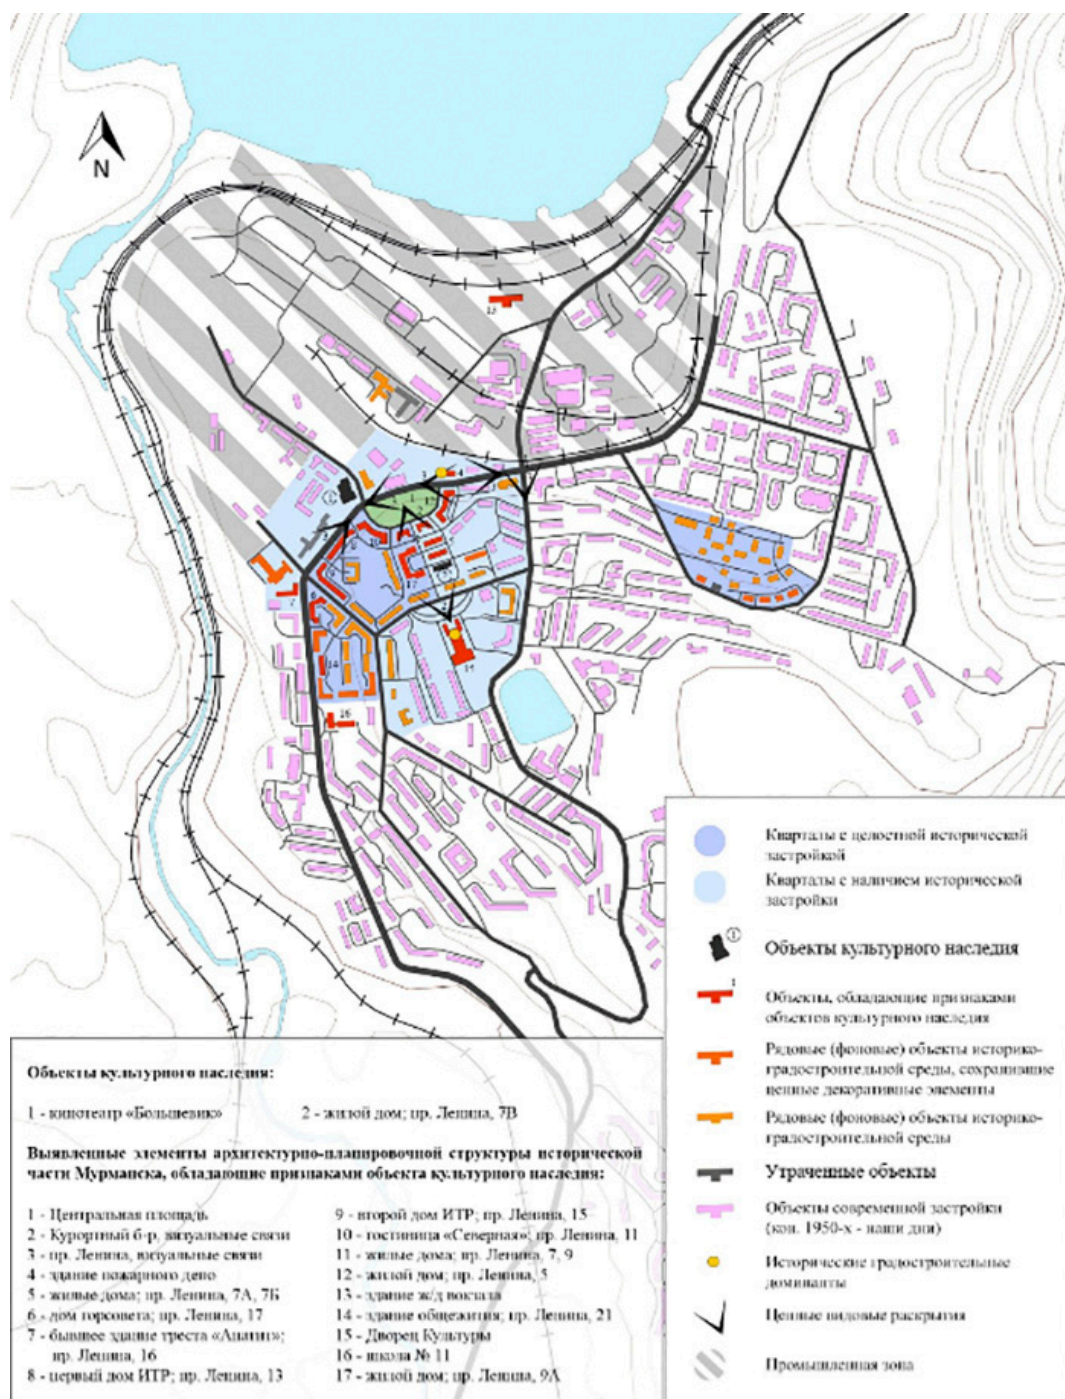 N
Кварталы с целостной исторической
застройкой
Кварталы с наличием исторической
застройки
1
Объекты культурного наследия
1
Объекты, обладающие признаками
объектов культурного наследия
Рядовые (фоновые) объекты историко-
градостроительной среды, сохранившие
ценные декоративные элементы
Рядовые (фоновые) объекты историко-
градостроительной среды
Утраченные объекты
Объекты современной застройки
(кон. 1950-х - наши дни)
Исторические градостроительные
доминанты
Ценные видовые раскрытия
Промышленная зона
Объекты культурного наследия:
1 - кинотеатр «Большевик»
2 - жилой дом; пр. Ленина, 7В
Выявленные элементы архитектурно-планировочной структуры исторической
части Мурманска, обладающие признаками объекта культурного наследия:
1 - Центральная площадь
2 - Курортный б-р, визуальные связи
3 - пр. Ленина, визуальные связи
4 - здание пожарного депо
5 - жилые дома; пр. Ленина, 7А, 7Б
6 - дом горсовета; пр. Ленина, 17
7 - бывшее здание треста «Апатит»;
пр. Ленина, 16
8 - первый дом ИТР; пр. Ленина, 13
9 - второй дом ИТР; пр. Ленина, 15
10 - гостиница «Северная»; пр. Ленина, 11
11 - жилые дома; пр. Ленина, 7, 9
12 - жилой дом; пр. Ленина, 5
13 - здание ж/д вокзала
14 - здание общежития; пр. Ленина, 21
15 - Дворец Культуры
16 - школа № 11
17 - жилой дом; пр. Ленина, 9А
13
14
15
16
17